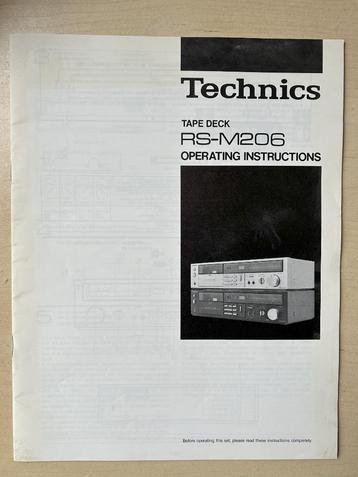 Technics
TAPE DECK
RS-M206
OPERATING INSTRUCTIONS
Before operating this set, please read these instructions completely.